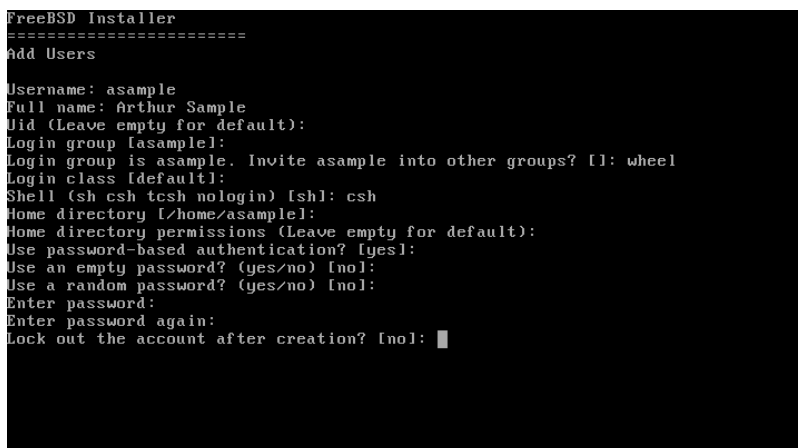 FreeBSD Installer
========================
Add Users
Username: asample
Full name: Arthur Sample
Uid (Leave empty for default):
Login group [asample]:
Login group is asample. Invite asample into other groups? []: wheel
Login class [default]:
Shell (sh csh tcsh nologin) [sh]: csh
Home directory [/home/asample]:
Home directory permissions (Leave empty for default):
Use password-based authentication? [yes]:
Use an empty password? (yes/no) [no]:
Use a random password? (yes/no) [no]:
Enter password:
Enter password again:
Lock out the account after creation? [no]: